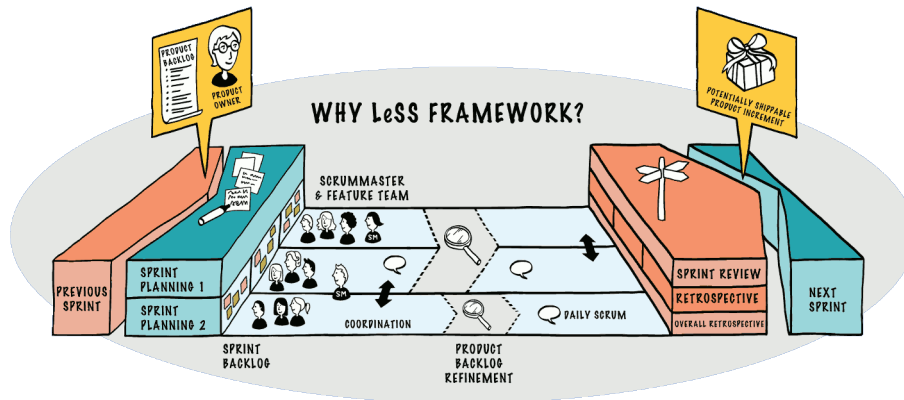 PRODUCT
BACKLOG
PRODUCT
OWNER
WHY LeSS FRAMEWORK?
POTENTIALLY SHIPPABLE
PRODUCT INCREMENT
SCRUMMASTER
& FEATURE TEAM
SM
SM
PREVIOUS
SPRINT
SPRINT
PLANNING 1
SPRINT
PLANNING 2
COORDINATION
DAILY SCRUM
SPRINT REVIEW
RETROSPECTIVE
OVERALL RETROSPECTIVE
NEXT
SPRINT
SPRINT
BACKLOG
PRODUCT
BACKLOG
REFINEMENT